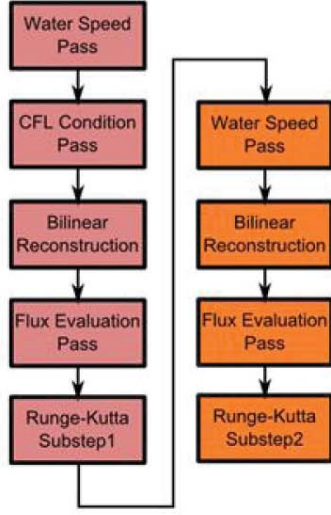 Water Speed
Pass
CFL Condition
Pass
Bilinear
Reconstruction
Flux Evaluation
Pass
Runge-Kutta
Substep1
Water Speed
Pass
Bilinear
Reconstruction
Flux Evaluation
Pass
Runge-Kutta
Substep2